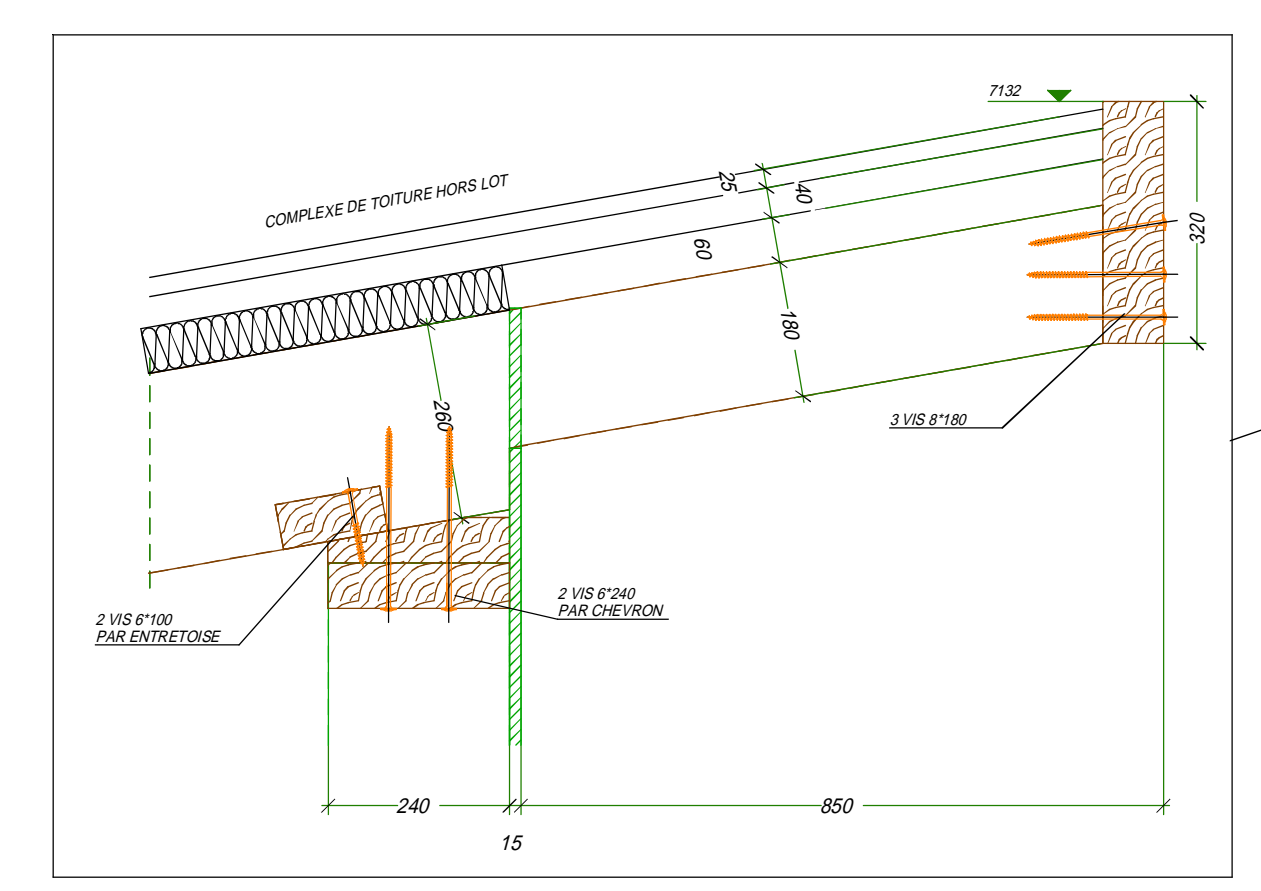 7132
COMPLEXE DE TOITURE HORS LOT
25
40
60
320
180
260
3 VIS 8*180
2 VIS 6*240
PAR CHEVRON
2 VIS 6*100
PAR ENTRETOISE
240
850
15